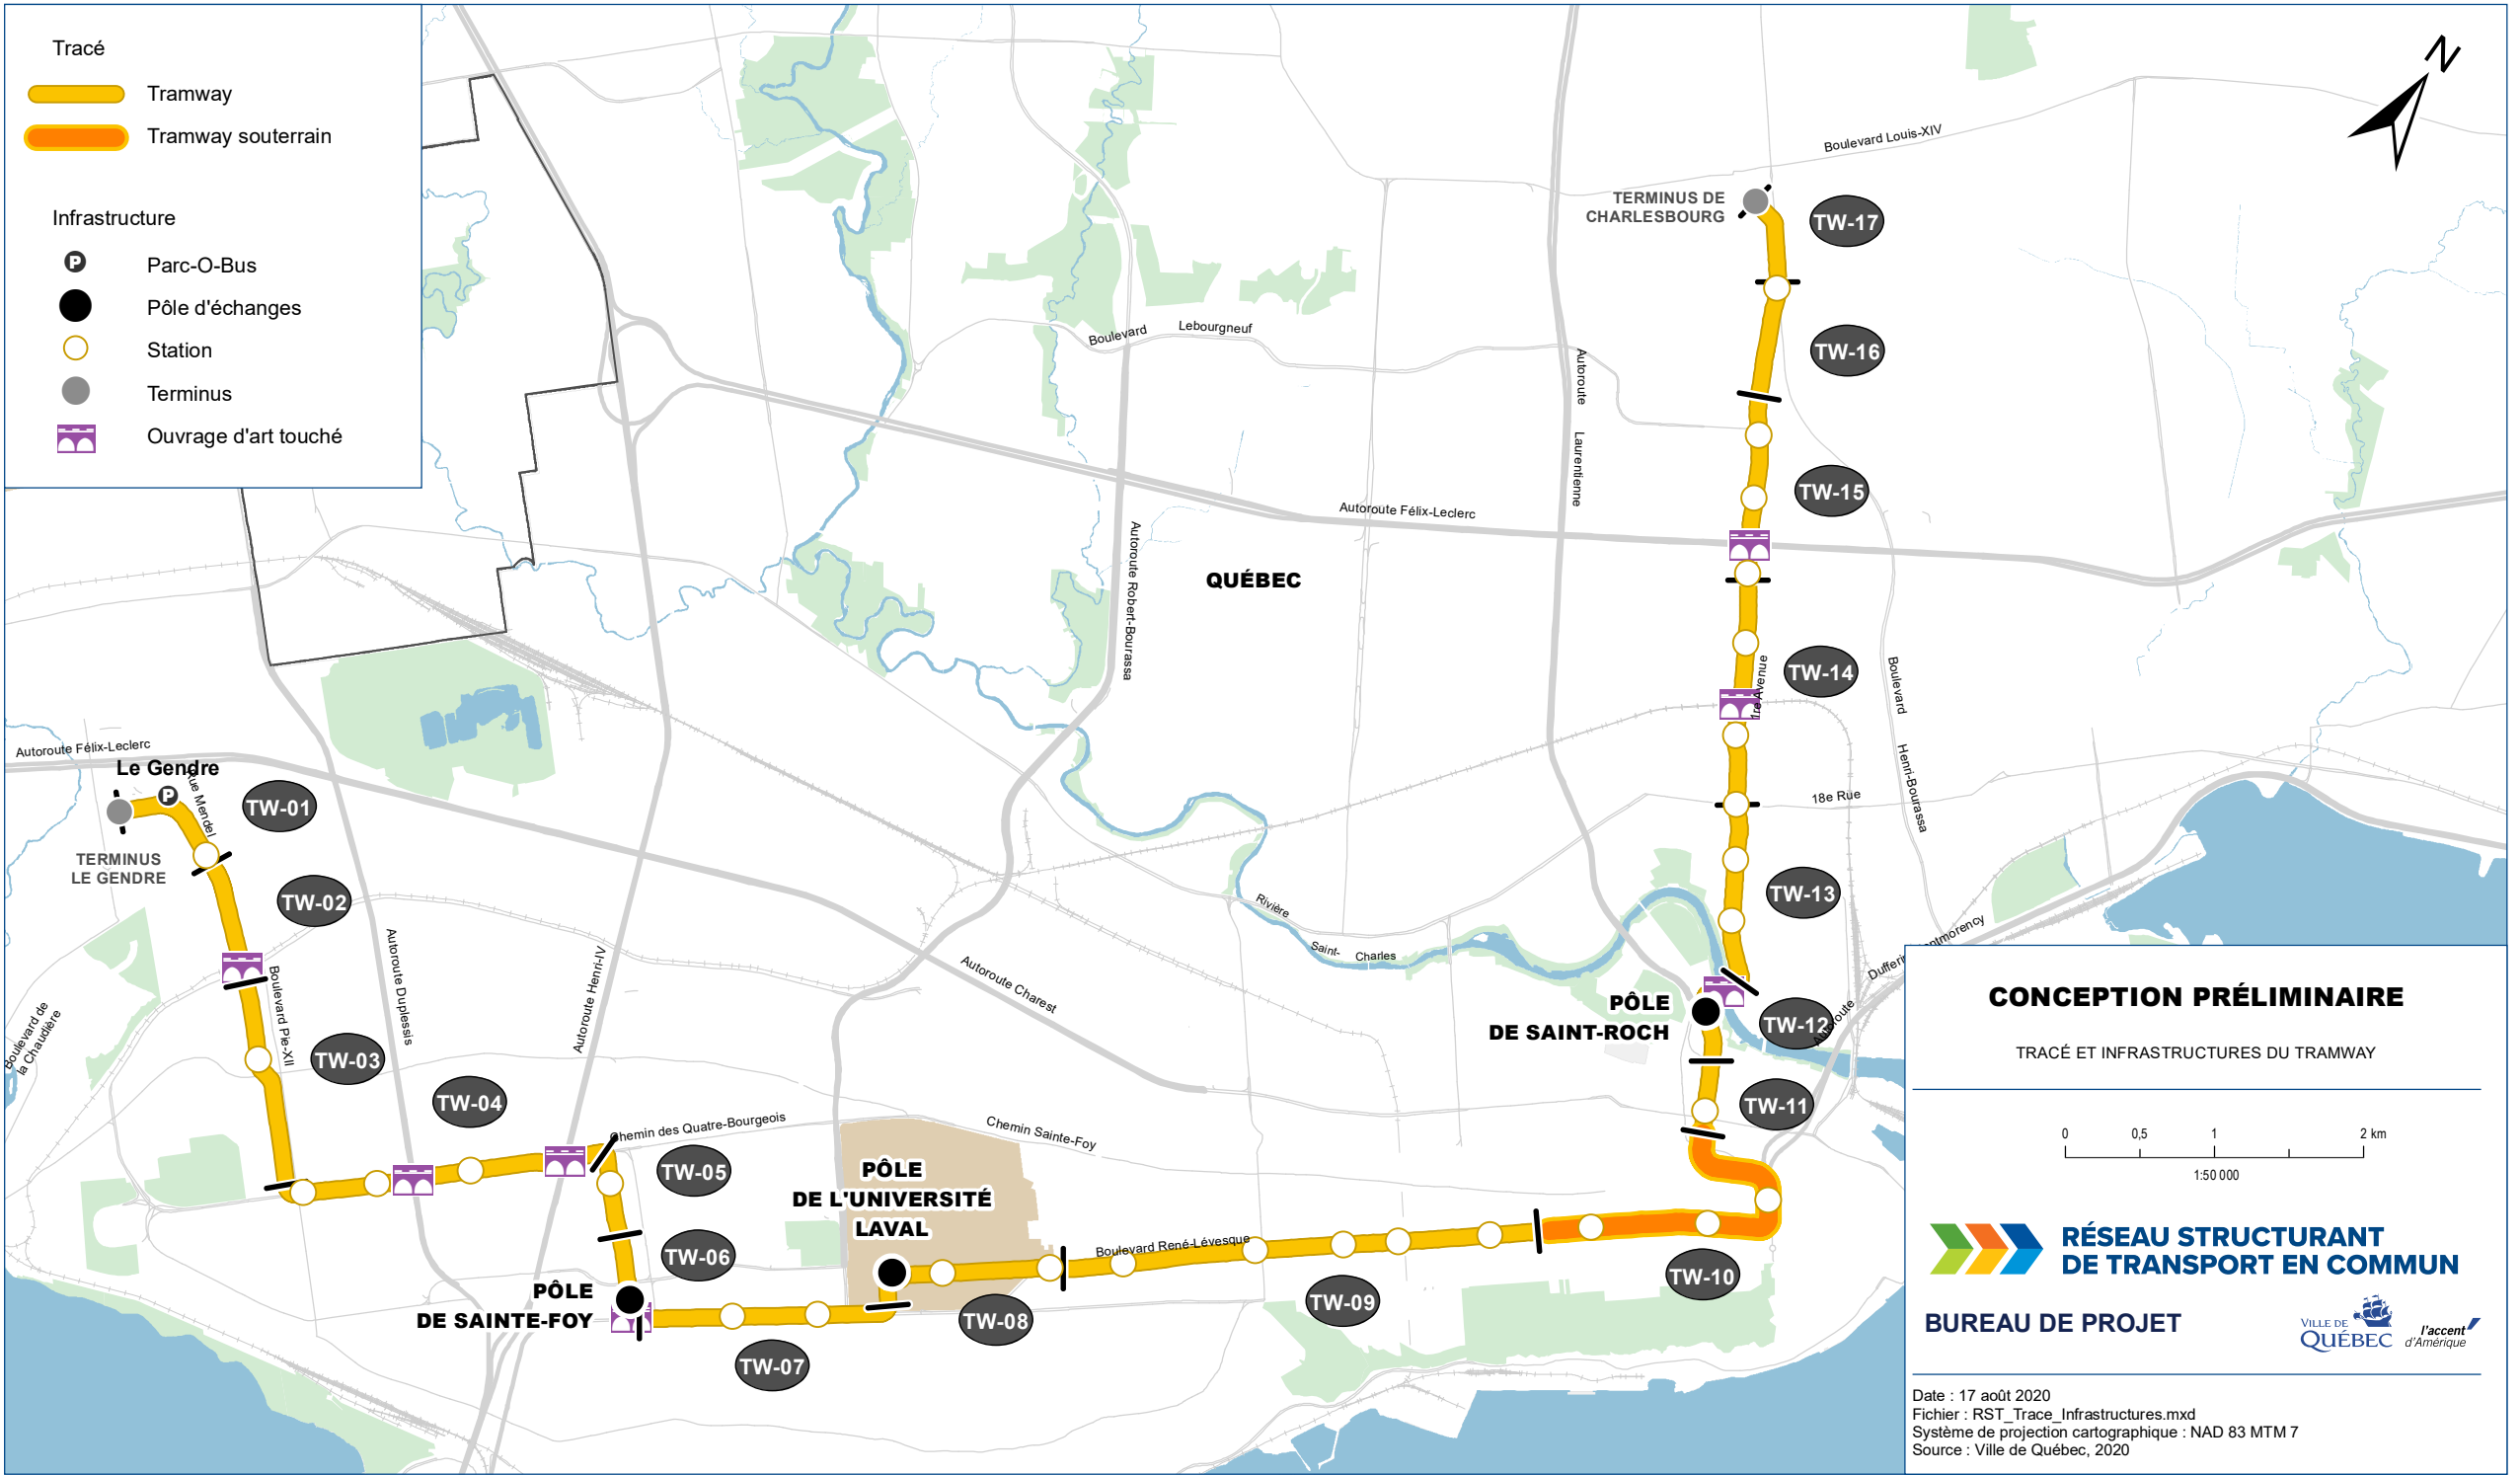 Tracé
Tramway
Tramway souterrain
Infrastructure
P
Parc-O-Bus
Pôle d'échanges
Station
Terminus
Ouvrage d'art touché
N
Boulevard Louis-XIV
TERMINUS DE
CHARLESBOURG
TW-17
TW-16
Boulevard
Lebourgneuf
Autoroute
Laurentienne
TW-15
Autoroute Félix-Leclerc
Autoroute Robert-Bourassa
QUÉBEC
TW-14
1re Avenue
Boulevard
Henri-Bourassa
18e Rue
Autoroute Félix-Leclerc
Le Gendre
P
Rue Mendel
TW-01
TERMINUS
LE GENDRE
TW-02
TW-13
Rivière
Saint-
Charles
Autoroute Duplessis
Autoroute Henri-IV
Autoroute Charest
Boulevard Pie-XII
Boulevard de
la Chaudière
PÔLE
DE SAINT-ROCH
TW-12
Autoroute
TW-03
TW-04
TW-11
Chemin des Quatre-Bourgeois
Chemin Sainte-Foy
TW-05
PÔLE
DE L'UNIVERSITÉ
LAVAL
TW-06
Boulevard René-Lévesque
TW-10
PÔLE
DE SAINTE-FOY
TW-09
TW-08
TW-07
CONCEPTION PRÉLIMINAIRE
TRACÉ ET INFRASTRUCTURES DU TRAMWAY
0 0,5 1 2 km
1:50 000
RÉSEAU STRUCTURANT
DE TRANSPORT EN COMMUN
BUREAU DE PROJET
VILLE DE
QUÉBEC
l'accent
d'Amérique
Date : 17 août 2020
Fichier : RST_Trace_Infrastructures.mxd
Système de projection cartographique : NAD 83 MTM 7
Source : Ville de Québec, 2020